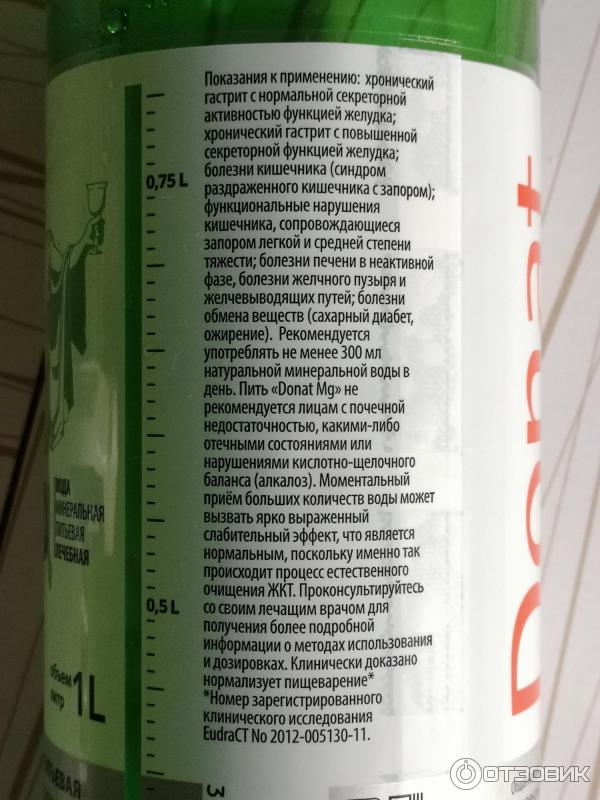 Показания к применению: хронический
гастрит с нормальной секреторной
активностью функцией желудка;
хронический гастрит с повышенной
секреторной функцией желудка;
болезни кишечника (синдром
раздраженного кишечника с запором);
функциональные нарушения
кишечника, сопровождающиеся
запором легкой и средней степени
тяжести; болезни печени в неактивной
фазе, болезни желчного пузыря и
желчевыводящих путей; болезни
обмена веществ (сахарный диабет,
ожирение). Рекомендуется
употреблять не менее 300 мл
натуральной минеральной воды в
день. Пить «Donat Mg» не
рекомендуется лицам с почечной
недостаточностью, какими-либо
отечными состояниями или
нарушениями кислотно-щелочного
баланса (алкалоз). Моментальный
приём больших количеств воды может
вызвать ярко выраженный
слабительный эффект, что является
нормальным, поскольку именно так
происходит процесс естественного
очищения ЖКТ. Проконсультируйтесь
со своим лечащим врачом для
получения более подробной
информации о методах использования
и дозировках. Клинически доказано
нормализует пищеварение*
*Номер зарегистрированного
клинического исследования
EudraCT No 2012-005130-11.
0,75 L
0,5 L
ВОДА
МИНЕРАЛЬНАЯ
ПИТЬЕВАЯ
ЛЕЧЕБНАЯ
объем
литр
1L
Donat
3
ОТЗОВИК